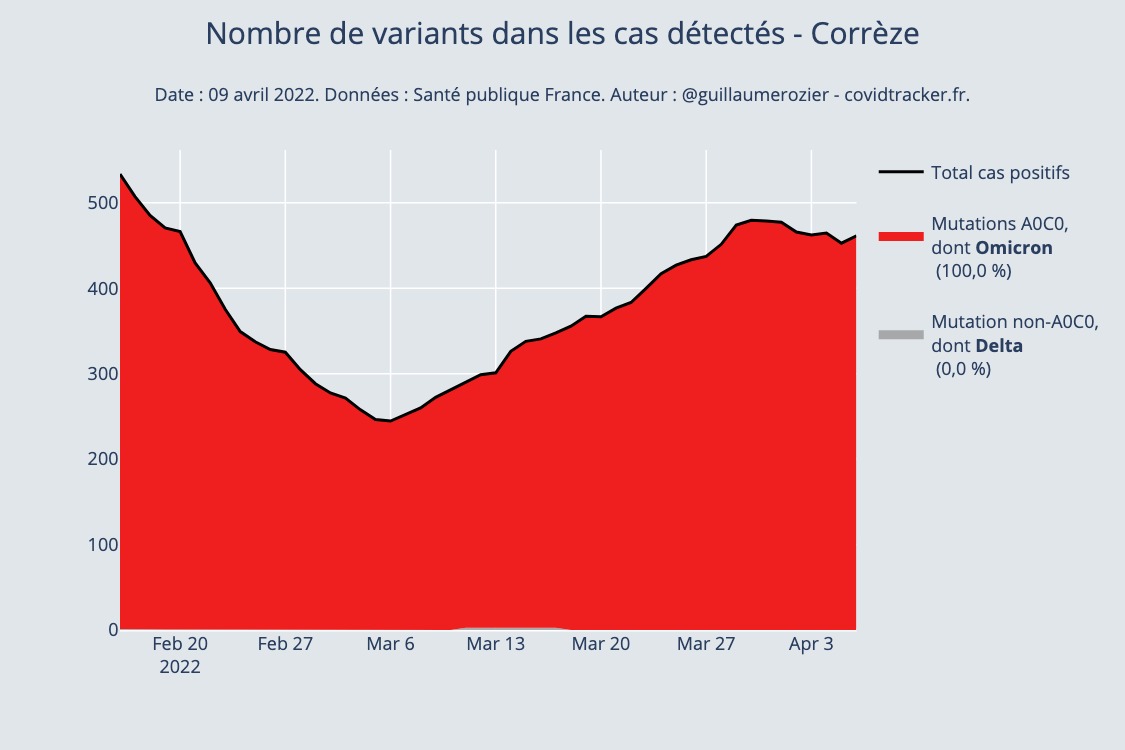 Nombre de variants dans les cas détectés - Corrèze
Date : 09 avril 2022. Données : Santé publique France. Auteur : @guillaumerozier - covidtracker.fr.
Total cas positifs
Mutations A0C0,
dont Omicron
(100,0 %)
Mutation non-A0C0,
dont Delta
(0,0 %)
500
400
300
200
100
0
Feb 20
2022
Feb 27
Mar 6
Mar 13
Mar 20
Mar 27
Apr 3